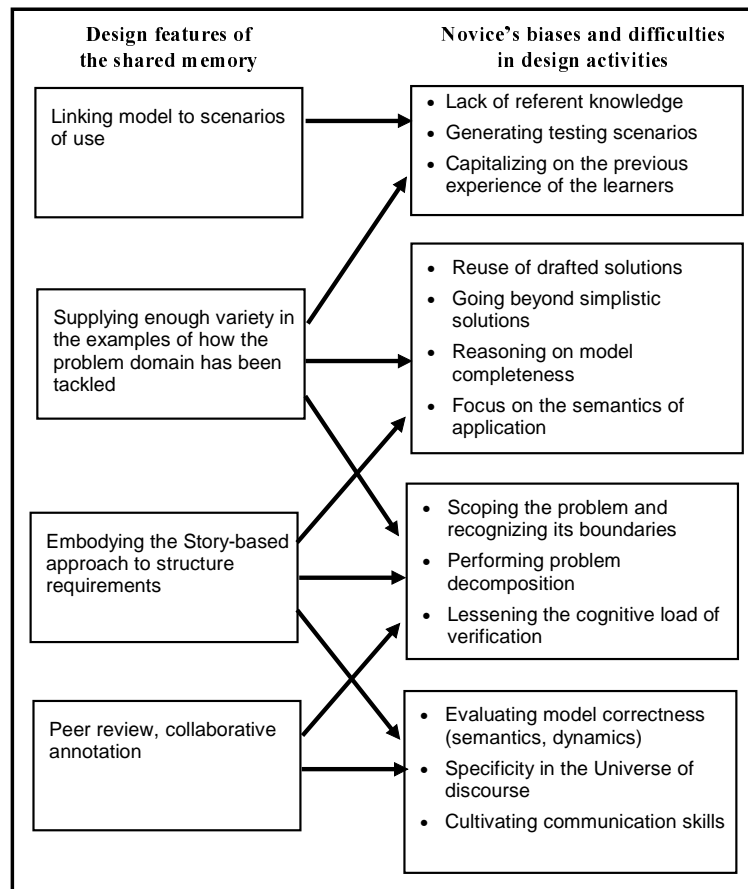 Design features of
the shared memory
Novice's biases and difficulties
in design activities
Linking model to scenarios
of use
• Lack of referent knowledge
• Generating testing scenarios
• Capitalizing on the previous
experience of the learners
Supplying enough variety in
the examples of how the
problem domain has been
tackled
• Reuse of drafted solutions
• Going beyond simplistic
solutions
• Reasoning on model
completeness
• Focus on the semantics of
application
Embodying the Story-based
approach to structure
requirements
• Scoping the problem and
recognizing its boundaries
• Performing problem
decomposition
• Lessening the cognitive load of
verification
Peer review, collaborative
annotation
• Evaluating model correctness
(semantics, dynamics)
• Specificity in the Universe of
discourse
• Cultivating communication skills